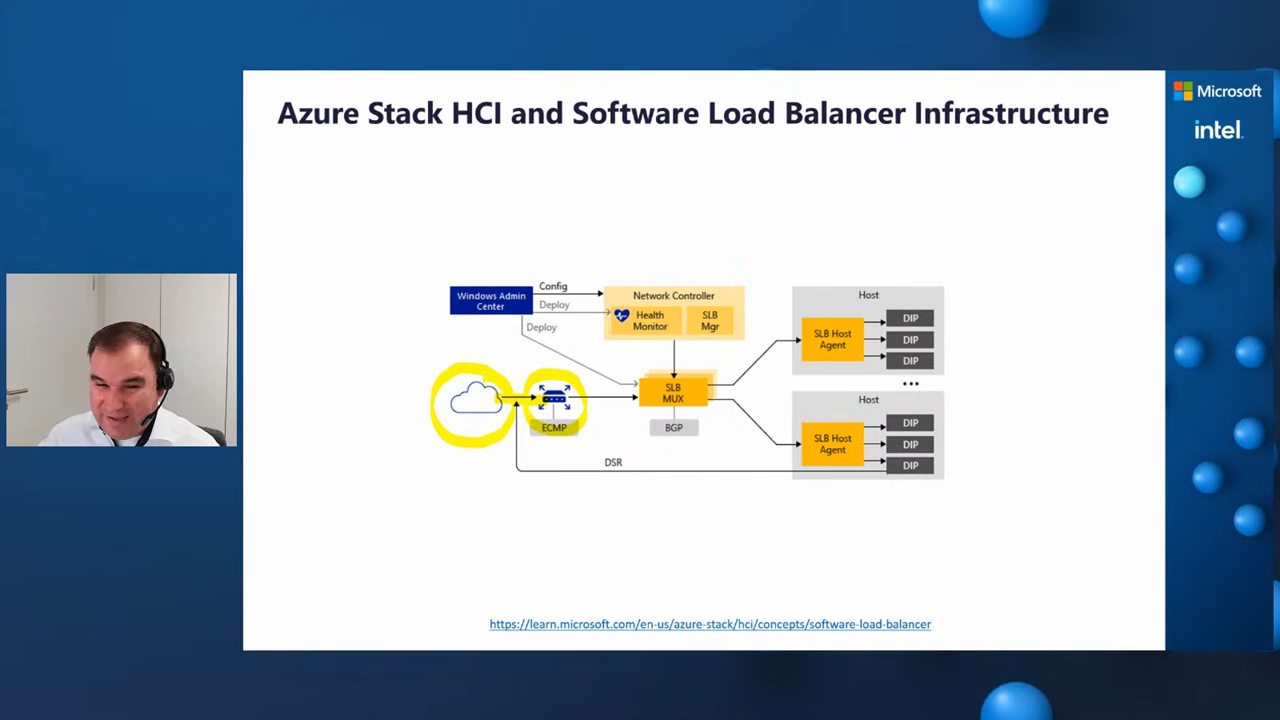 Azure Stack HCI and Software Load Balancer Infrastructure
Microsoft
intel.
Windows Admin
Center
Config
Deploy
Deploy
Network Controller
Health
Monitor
SLB
Mgr
Host
SLB Host
Agent
DIP
DIP
DIP
...
ECMP
SLB
MUX
BGP
Host
SLB Host
Agent
DIP
DIP
DIP
DSR
https://learn.microsoft.com/en-us/azure-stack/hci/concepts/software-load-balancer